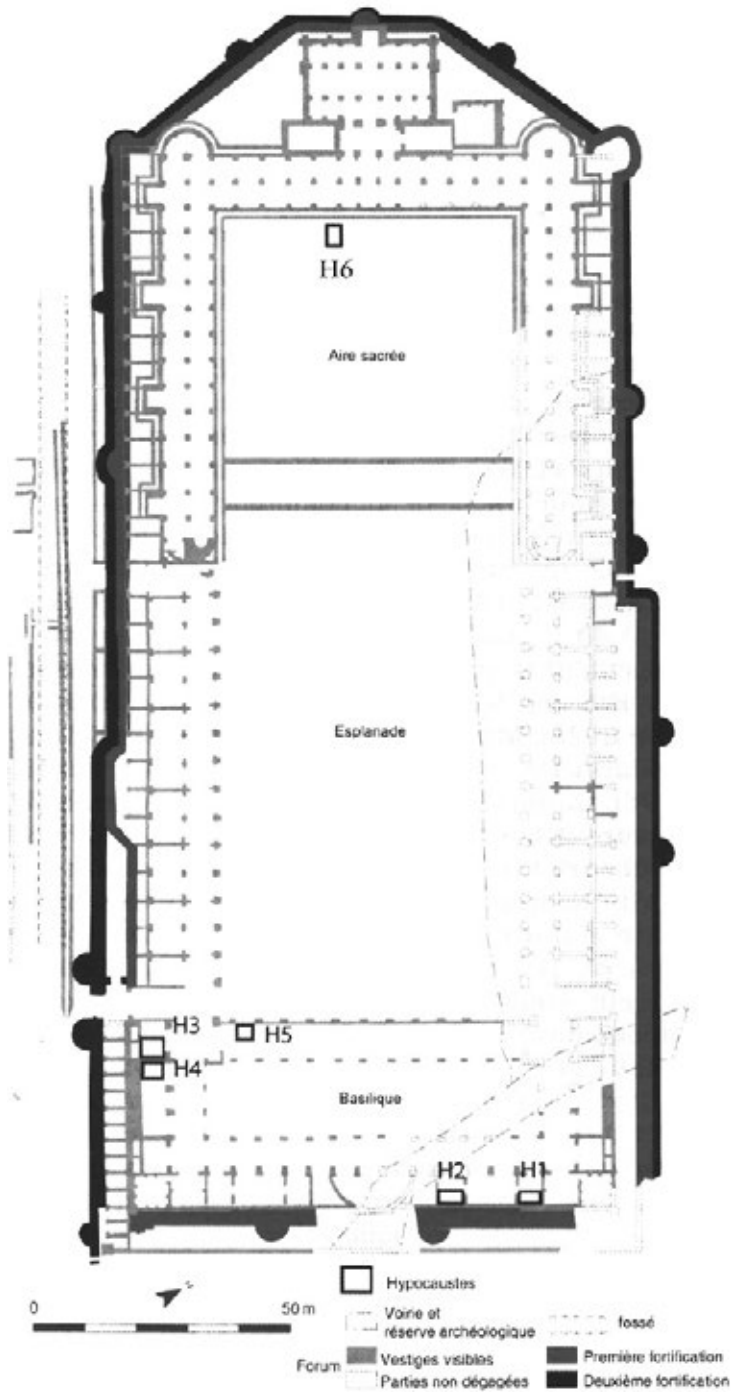 H6
Aire sacrée
Esplanade
H3
H5
H4
Basilique
H2
H1
Hypocaustes
0
50 m
Voirie et
réserve archéologique
fossé
Forum
Vestiges visibles
Première fortification
Parties non dégagées
Deuxième fortification